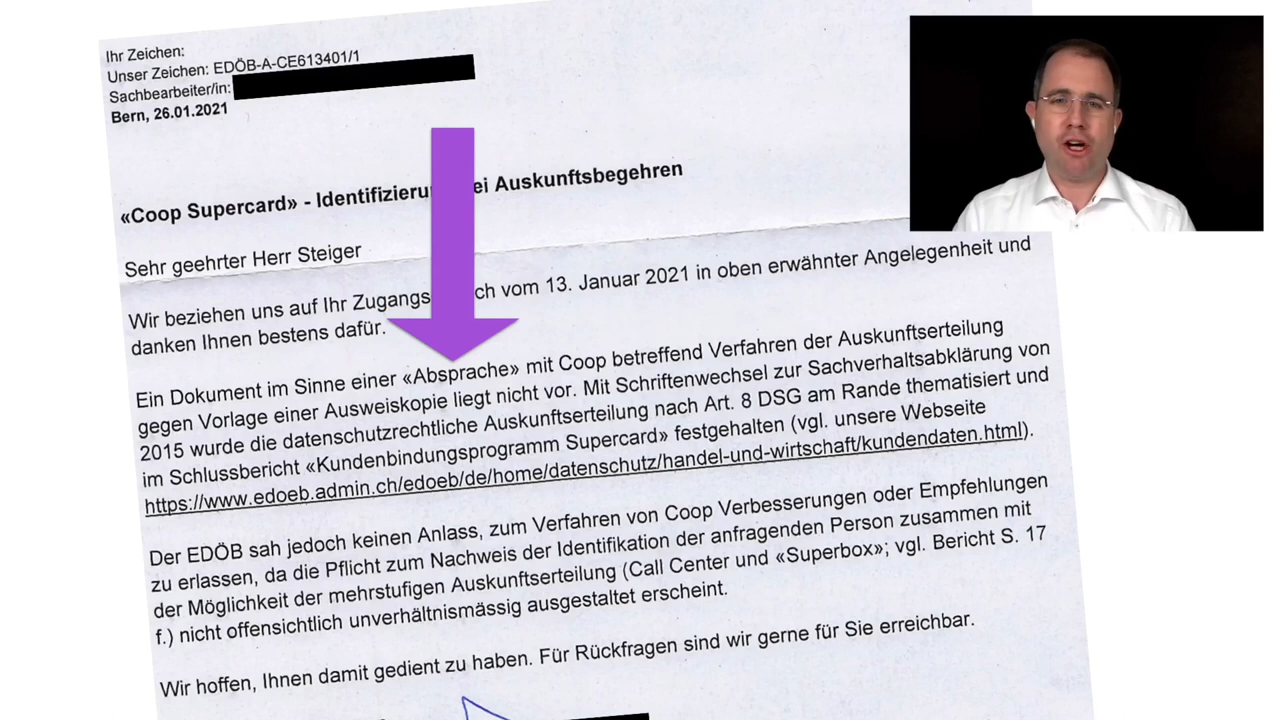 Ihr Zeichen:
Unser Zeichen: EDÖB-A-CE613401/1
Sachbearbeiter/in:
Bern, 26.01.2021
«Coop Supercard» - Identifizieru ei Auskunftsbegehren
Sehr geehrter Herr Steiger
Wir beziehen uns auf Ihr Zugangs ch vom 13. Januar 2021 in oben erwähnter Angelegenheit und
danken Ihnen bestens dafür.
Ein Dokument im Sinne einer «Absprache» mit Coop betreffend Verfahren der Auskunftserteilung
gegen Vorlage einer Ausweiskopie liegt nicht vor. Mit Schriftenwechsel zur Sachverhaltsabklärung von
2015 wurde die datenschutzrechtliche Auskunftserteilung nach Art. 8 DSG am Rande thematisiert und
im Schlussbericht «Kundenbindungsprogramm Supercard» festgehalten (vgl. unsere Webseite
https://www.edoeb.admin.ch/edoeb/de/home/datenschutz/handel-und-wirtschaft/kundendaten.html).
Der EDÖB sah jedoch keinen Anlass, zum Verfahren von Coop Verbesserungen oder Empfehlungen
zu erlassen, da die Pflicht zum Nachweis der Identifikation der anfragenden Person zusammen mit
der Möglichkeit der mehrstufigen Auskunftserteilung (Call Center und «Superbox»; vgl. Bericht S. 17
f.) nicht offensichtlich unverhältnismässig ausgestaltet erscheint.
Wir hoffen, Ihnen damit gedient zu haben. Für Rückfragen sind wir gerne für Sie erreichbar.